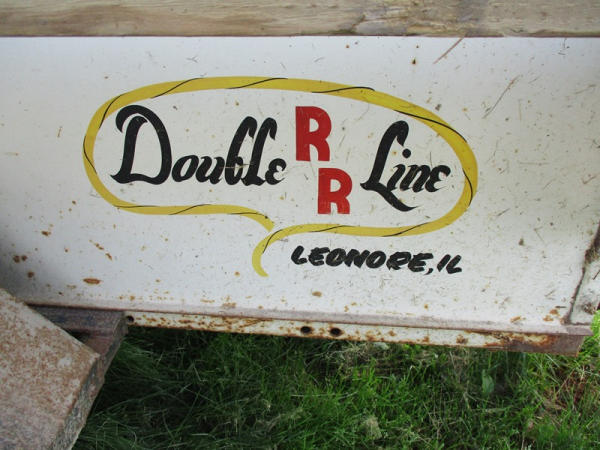 Double RR Line
LEONORE, IL